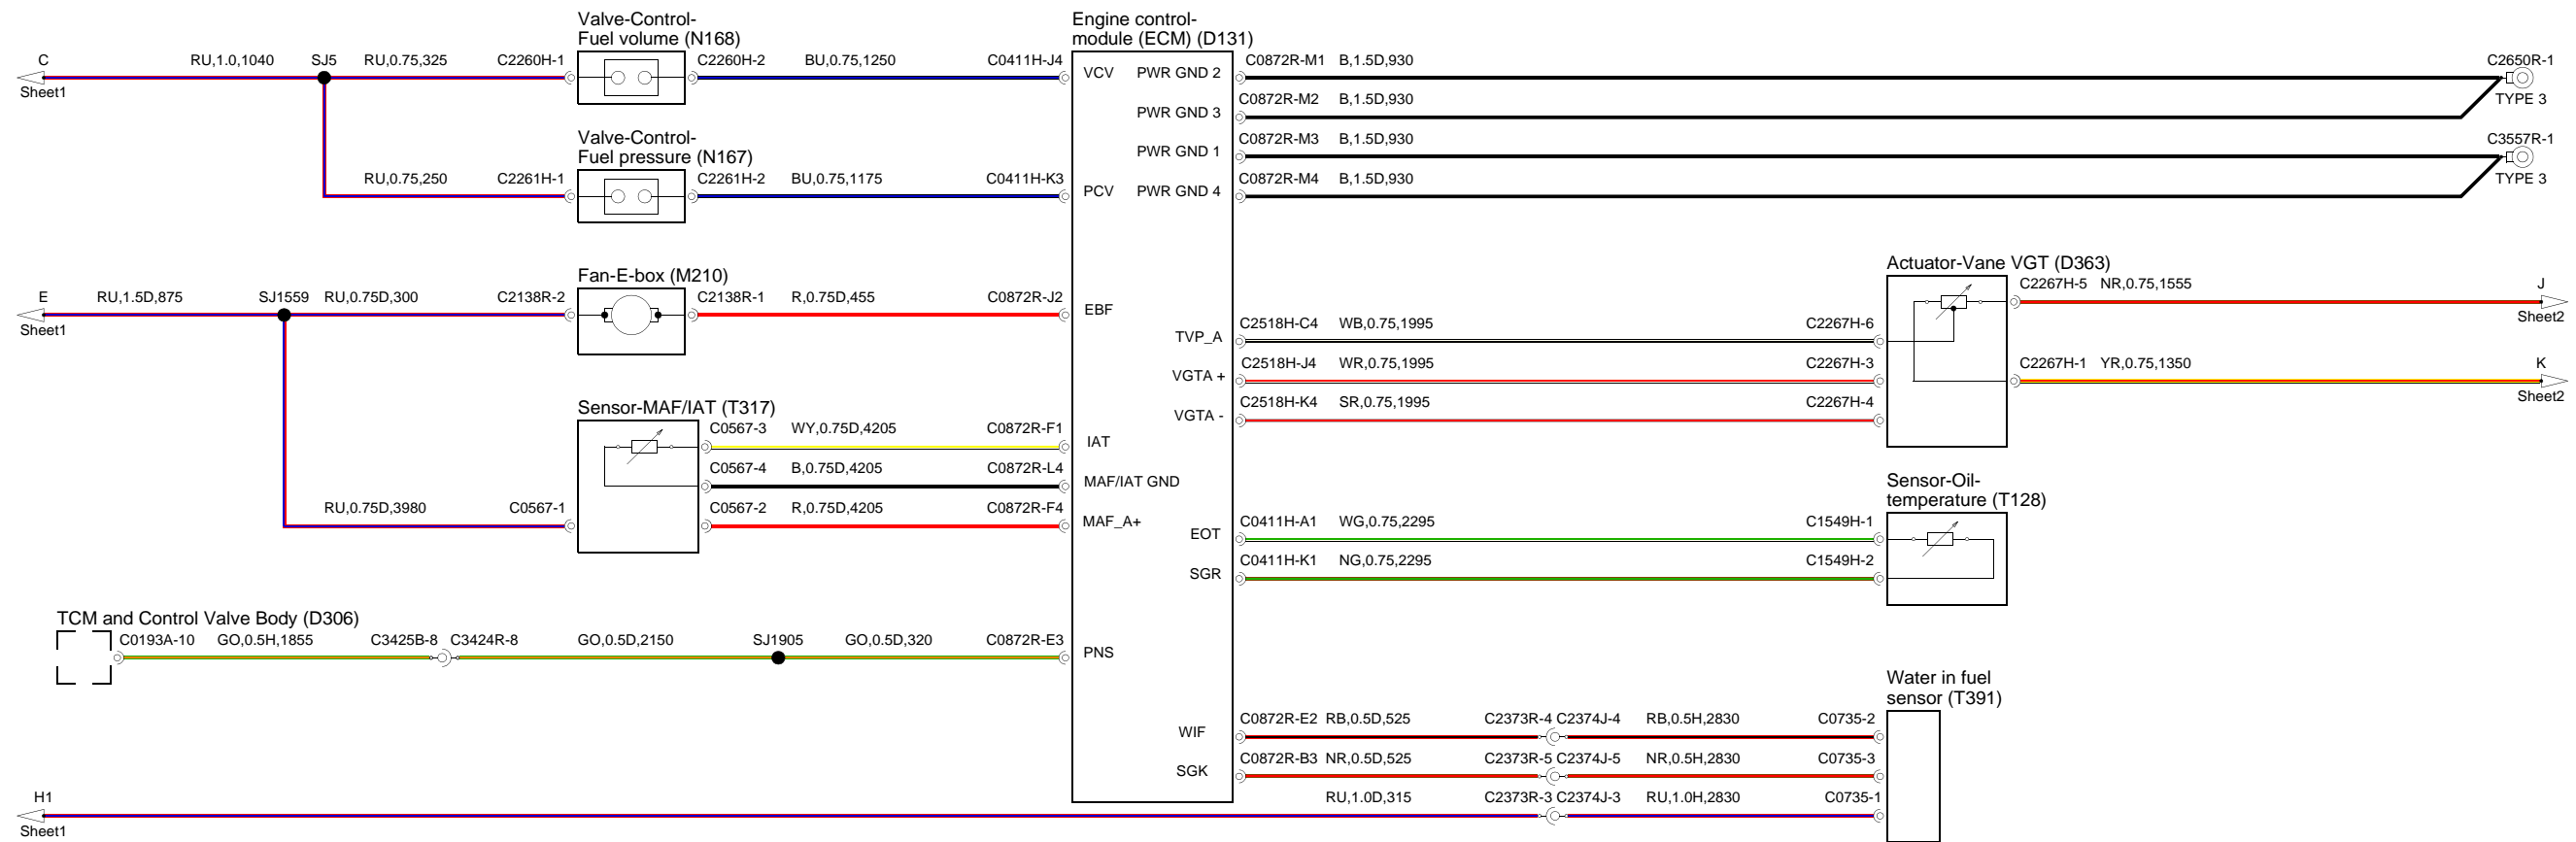 Valve-Control-
Fuel volume (N168)
Engine control-
module (ECM) (D131)
C
RU,1.0,1040
SJ5
RU,0.75,325
C2260H-1
C2260H-2
BU,0.75,1250
C0411H-J4
VCV
PWR GND 2
C0872R-M1
B,1.5D,930
C2650R-1
Sheet1
TYPE 3
PWR GND 3
C0872R-M2
B,1.5D,930
Valve-Control-
Fuel pressure (N167)
PWR GND 1
C0872R-M3
B,1.5D,930
C3557R-1
TYPE 3
RU,0.75,250
C2261H-1
C2261H-2
BU,0.75,1175
C0411H-K3
PCV
PWR GND 4
C0872R-M4
B,1.5D,930
Fan-E-box (M210)
Actuator-Vane VGT (D363)
E
RU,1.5D,875
SJ1559
RU,0.75D,300
C2138R-2
C2138R-1
R,0.75D,455
C0872R-J2
EBF
Sheet1
C2267H-5
NR,0.75,1555
J
Sheet2
TVP_A
C2518H-C4
WB,0.75,1995
C2267H-6
VGTA +
C2518H-J4
WR,0.75,1995
C2267H-3
C2267H-1
YR,0.75,1350
K
Sheet2
VGTA -
C2518H-K4
SR,0.75,1995
C2267H-4
Sensor-MAF/IAT (T317)
C0567-3
WY,0.75D,4205
C0872R-F1
IAT
C0567-4
B,0.75D,4205
C0872R-L4
MAF/IAT GND
RU,0.75D,3980
C0567-1
C0567-2
R,0.75D,4205
C0872R-F4
MAF_A+
Sensor-Oil-
temperature (T128)
EOT
C0411H-A1
WG,0.75,2295
C1549H-1
SGR
C0411H-K1
NG,0.75,2295
C1549H-2
TCM and Control Valve Body (D306)
C0193A-10
GO,0.5H,1855
C3425B-8
C3424R-8
GO,0.5D,2150
SJ1905
GO,0.5D,320
C0872R-E3
PNS
Water in fuel
sensor (T391)
WIF
C0872R-E2
RB,0.5D,525
C2373R-4
C2374J-4
RB,0.5H,2830
C0735-2
SGK
C0872R-B3
NR,0.5D,525
C2373R-5
C2374J-5
NR,0.5H,2830
C0735-3
H1
RU,1.0D,315
C2373R-3
C2374J-3
RU,1.0H,2830
C0735-1
Sheet1